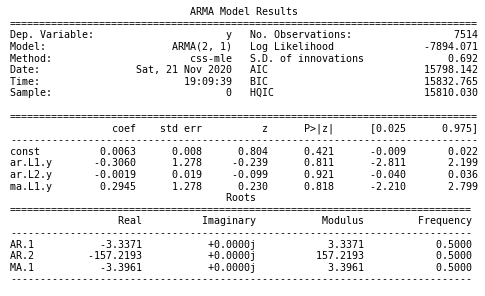 ARMA Model Results
==============================================================================
Dep. Variable:                      y   No. Observations:                 7514
Model:                     ARMA(2, 1)   Log Likelihood               -7894.071
Method:                       css-mle   S.D. of innovations              0.692
Date:                Sat, 21 Nov 2020   AIC                          15798.142
Time:                        19:09:39   BIC                          15832.765
Sample:                             0   HQIC                         15810.030
==============================================================================
                 coef    std err          z      P>|z|      [0.025      0.975]
------------------------------------------------------------------------------
const          0.0063      0.008      0.804      0.421      -0.009       0.022
ar.L1.y       -0.3060      1.278     -0.239      0.811      -2.811       2.199
ar.L2.y       -0.0019      0.019     -0.099      0.921      -0.040       0.036
ma.L1.y        0.2945      1.278      0.230      0.818      -2.210       2.799
                                    Roots
=============================================================================
                  Real          Imaginary           Modulus         Frequency
-----------------------------------------------------------------------------
AR.1           -3.3371           +0.0000j            3.3371            0.5000
AR.2         -157.2193           +0.0000j          157.2193            0.5000
MA.1           -3.3961           +0.0000j            3.3961            0.5000
-----------------------------------------------------------------------------